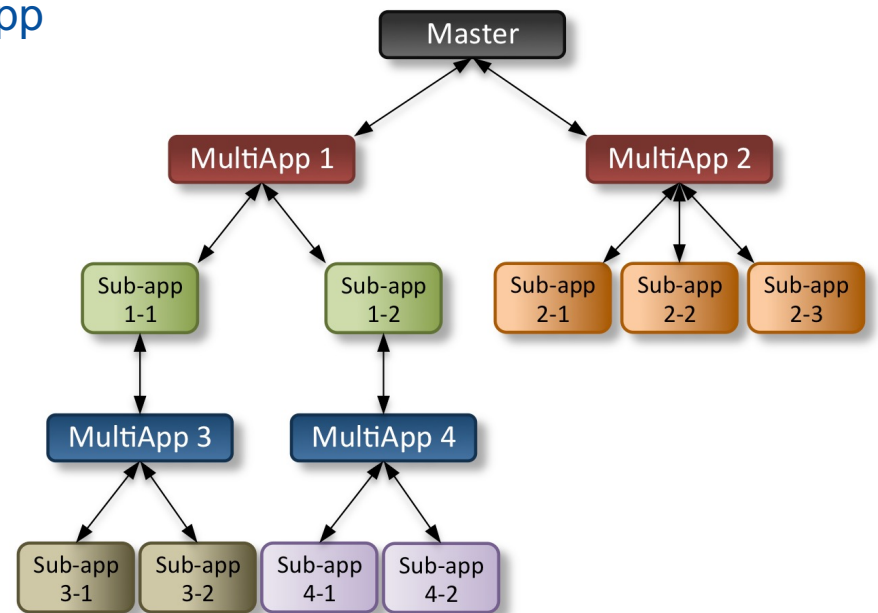 pp
Master
MultiApp 1
MultiApp 2
Sub-app
1-1
Sub-app
1-2
Sub-app
2-1
Sub-app
2-2
Sub-app
2-3
MultiApp 3
MultiApp 4
Sub-app
3-1
Sub-app
3-2
Sub-app
4-1
Sub-app
4-2